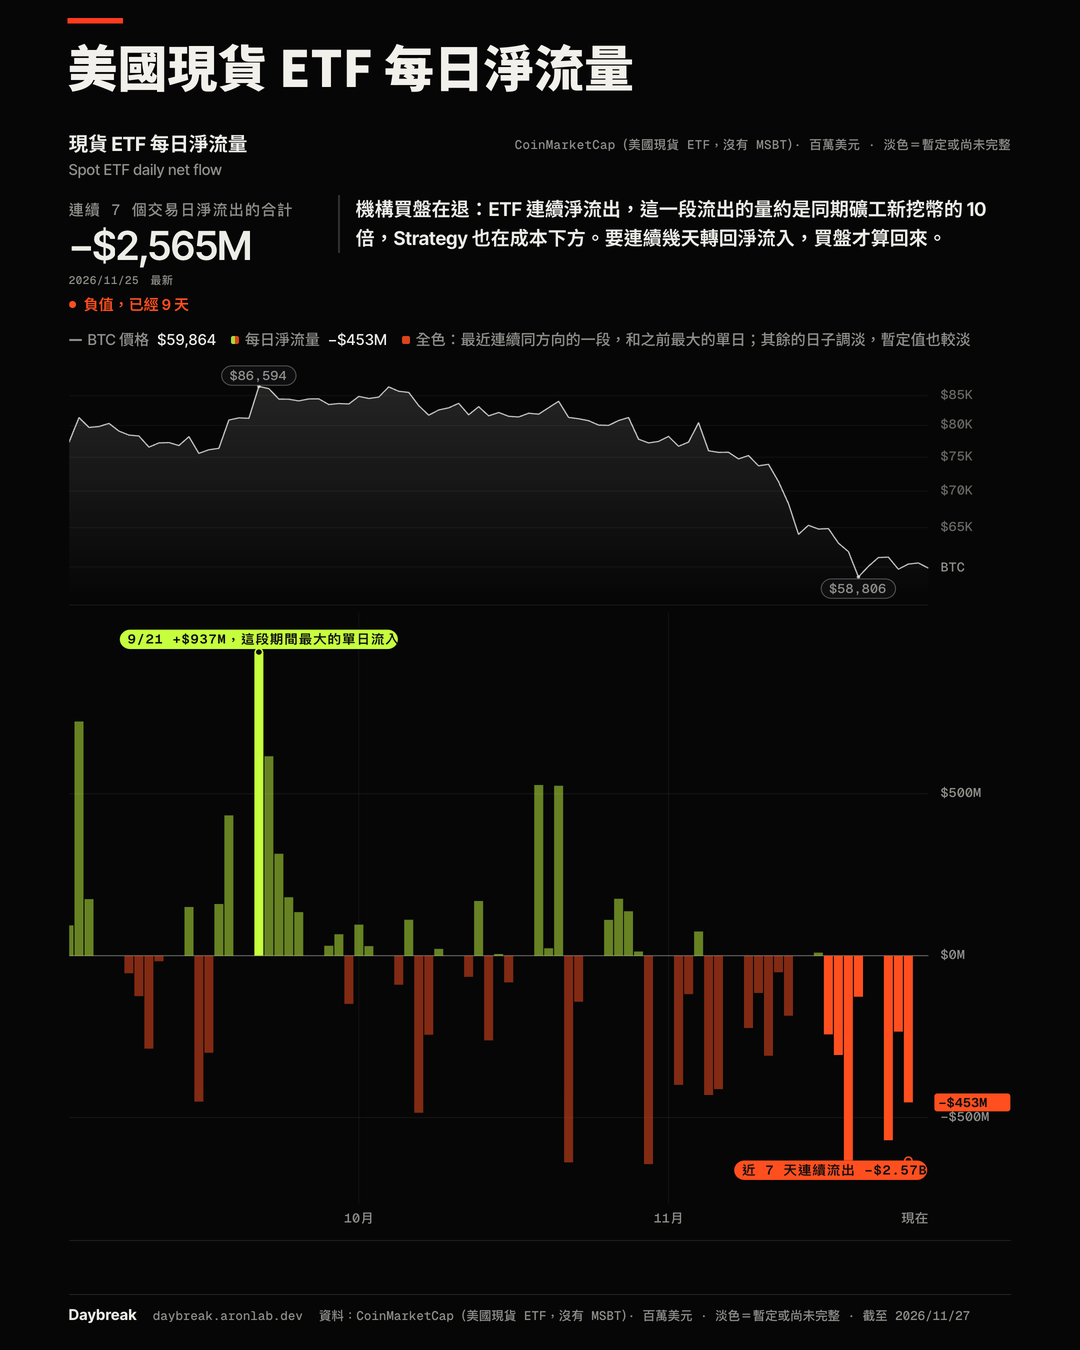 美國現貨 ETF 每日淨流量
現貨 ETF 每日淨流量
CoinMarketCap (美國現貨 ETF，沒有 MSBT)· 百萬美元 · 淡色＝暫定或尚未完整
Spot ETF daily net flow
連續 7 個交易日淨流出的合計
−$2,565M
2026/11/25 最新
負值，已經 9 天
機構買盤在退：ETF 連續淨流出，這一段流出的量約是同期礦工新挖幣的 10
倍，Strategy 也在成本下方。要連續幾天轉回淨流入，買盤才算回來。
BTC 價格 $59,864 每日淨流量 −$453M 全色：最近連續同方向的一段，和之前最大的單日；其餘的日子調淡，暫定值也較淡
$86,594
$85K
$80K
$75K
$70K
$65K
BTC
$58,806
9/21 +$937M，這段期間最大的單日流入
$500M
$0M
−$453M
−$500M
近 7 天連續流出 −$2.57B
10月
11月
現在
Daybreak daybreak.aronlab.dev 資料：CoinMarketCap (美國現貨 ETF，沒有 MSBT)· 百萬美元 · 淡色＝暫定或尚未完整 · 截至 2026/11/27